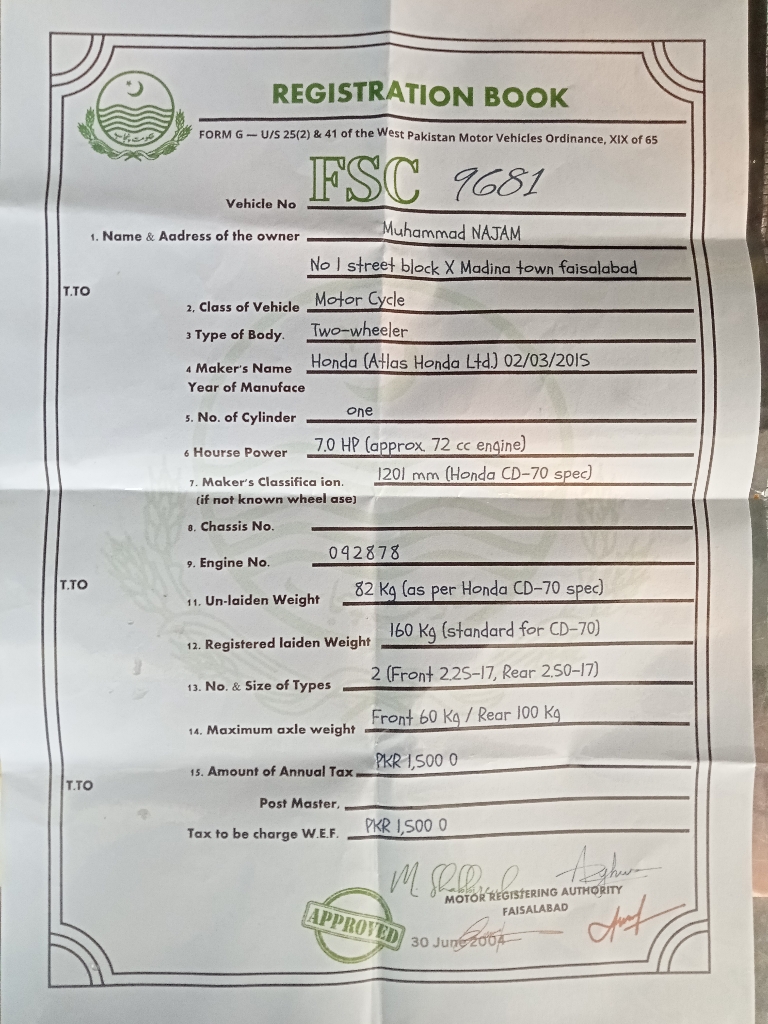 REGISTRATION BOOK
FORM G — U/S 25(2) & 41 of the West Pakistan Motor Vehicles Ordinance, XIX of 65
Vehicle No FSC 9681
1. Name & Aadress of the owner Muhammad NAJAM
No 1 street block X Madina town faisalabad
T.TO
2, Class of Vehicle Motor Cycle
3 Type of Body. Two-wheeler
4 Maker's Name Honda (Atlas Honda Ltd.) 02/03/2015
Year of Manuface
5. No. of Cylinder one
6 Hourse Power 7.0 HP (approx. 72 cc engine)
7. Maker's Classifica ion. 1201 mm (Honda CD-70 spec)
(if not known wheel ase)
8. Chassis No.
9. Engine No. 092878
T.TO
11. Un-laiden Weight 82 Kg (as per Honda CD-70 spec)
12. Registered laiden Weight 160 Kg (standard for CD-70)
13. No. & Size of Types 2 (Front 2.25-17, Rear 2.50-17)
14. Maximum axle weight Front 60 Kg / Rear 100 Kg
15. Amount of Annual Tax PKR 1,500 0
T.TO
Post Master,
Tax to be charge W.E.F. PKR 1,500 0
MOTOR REGISTERING AUTHORITY
FAISALABAD
APPROVED
30 June 2004